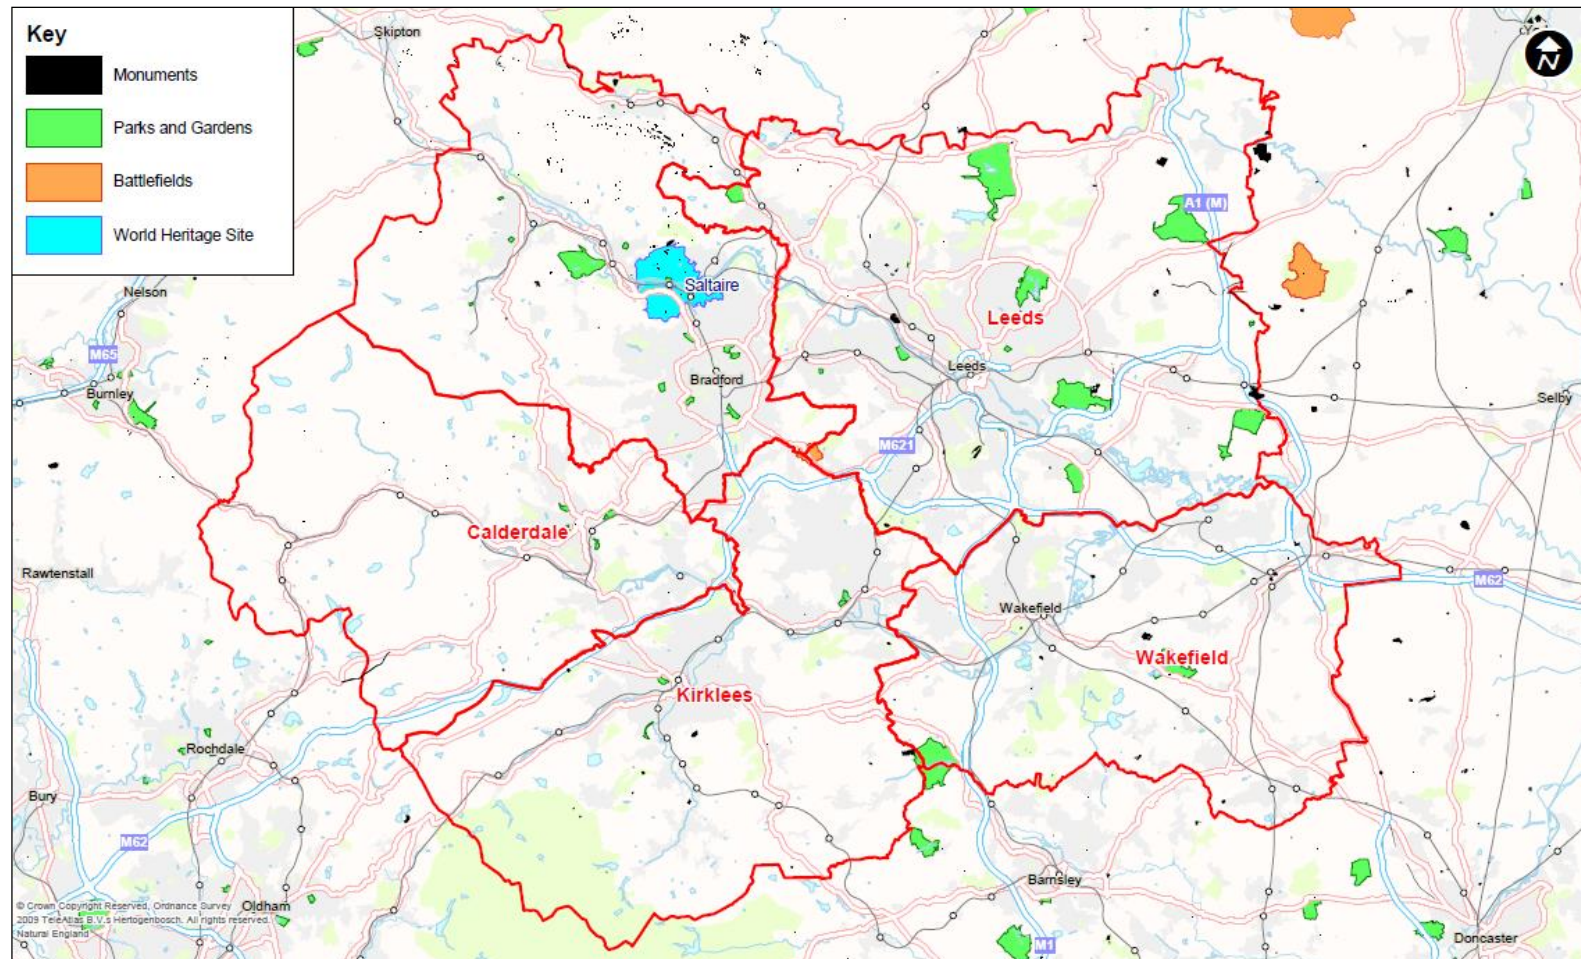 Key
Monuments
Parks and Gardens
Battlefields
World Heritage Site
Skipton
N
A1 (M)
Nelson
Saltaire
Leeds
M65
Leeds
Bradford
Burnley
Selby
M621
Calderdale
Rawtenstall
M62
Wakefield
Wakefield
Kirklees
Rochdale
Bury
M62
Barnsley
Oldham
Doncaster
M1
© Crown Copyright Reserved, Ordnance Survey
2009 TeleAtlas B.V.s Hertogenbosch. All rights reserved.
Natural England